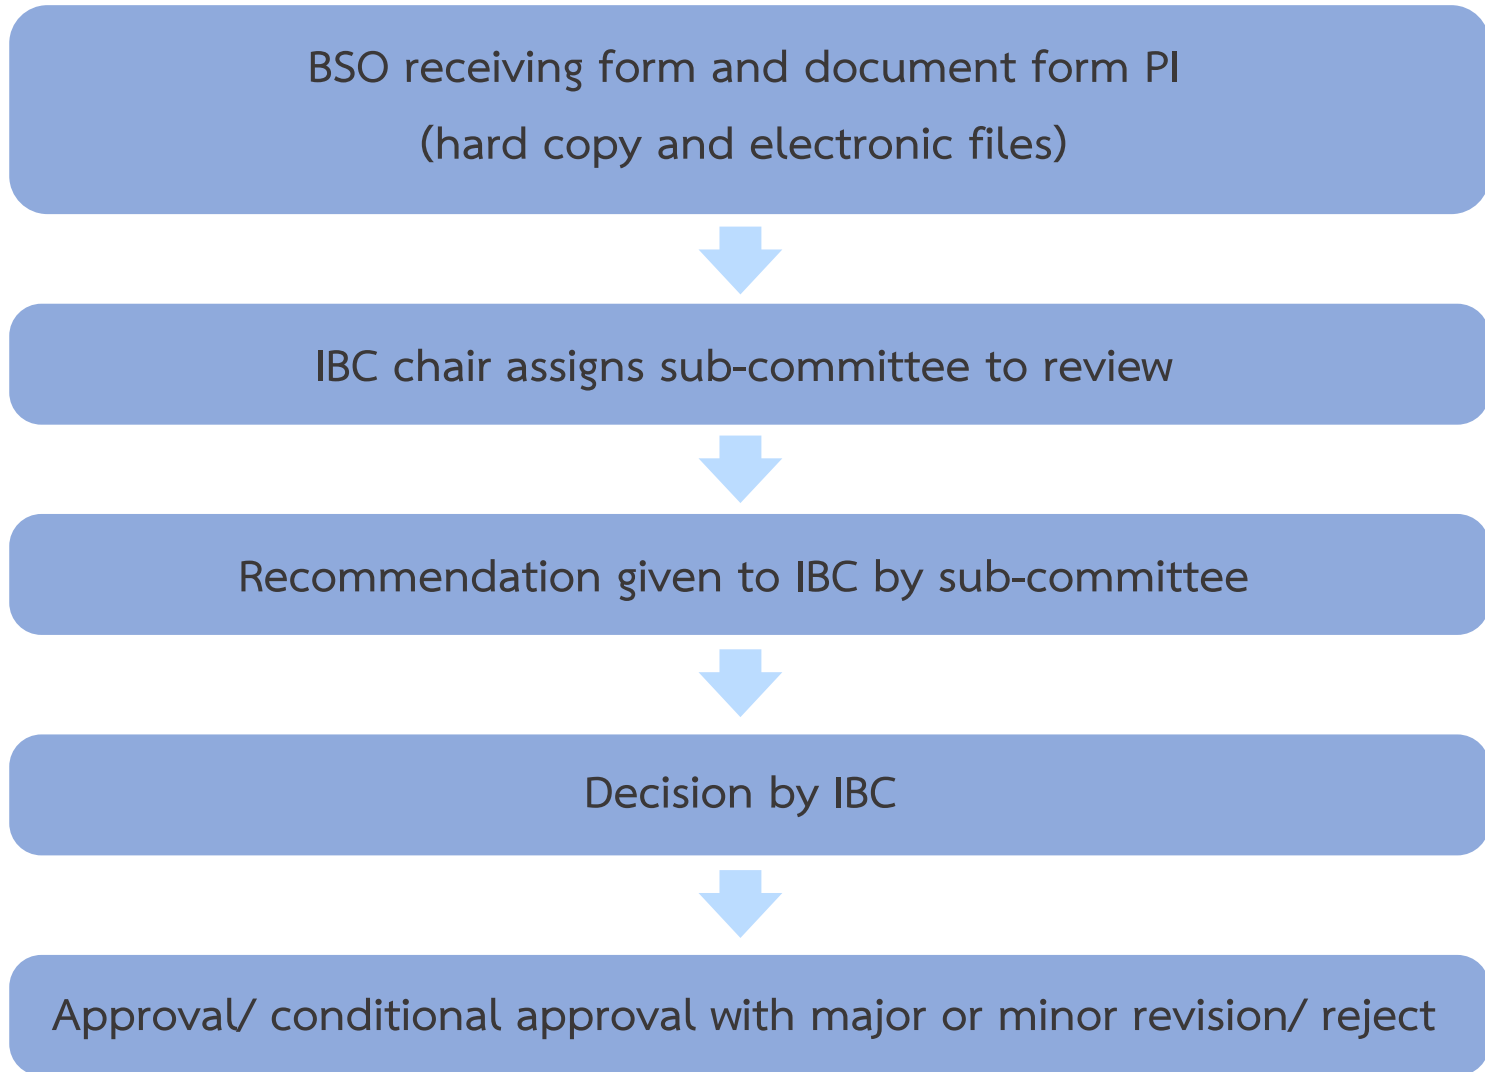 BSO receiving form and document form PI
(hard copy and electronic files)
IBC chair assigns sub-committee to review
Recommendation given to IBC by sub-committee
Decision by IBC
Approval/ conditional approval with major or minor revision/ reject